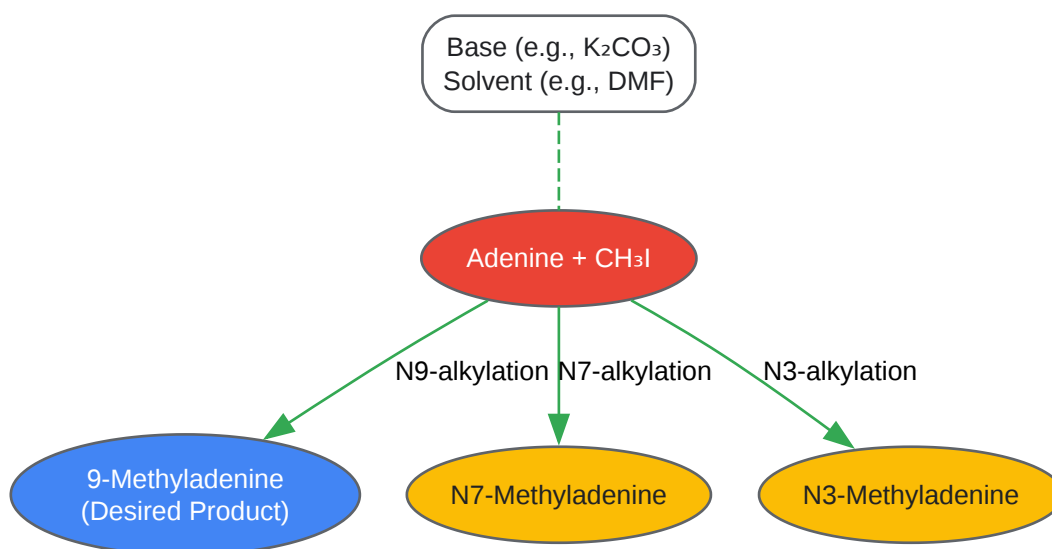 Base (e.g., K₂CO₃)
Solvent (e.g., DMF)
Adenine + CH₃I
N9-alkylation
N7-alkylation
N3-alkylation
9-Methyladenine
(Desired Product)
N7-Methyladenine
N3-Methyladenine